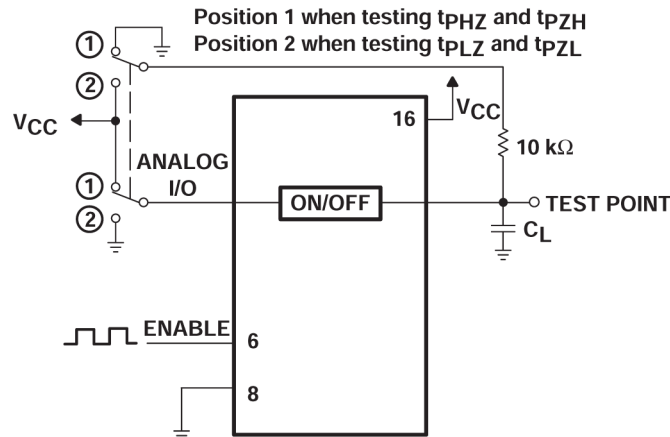 Position 1 when testing tPHZ and tPZH
Position 2 when testing tPLZ and tPZL
1
2
VCC
1
2
ANALOG
I/O
16
VCC
10 kΩ
ON/OFF
TEST POINT
CL
ENABLE
6
8